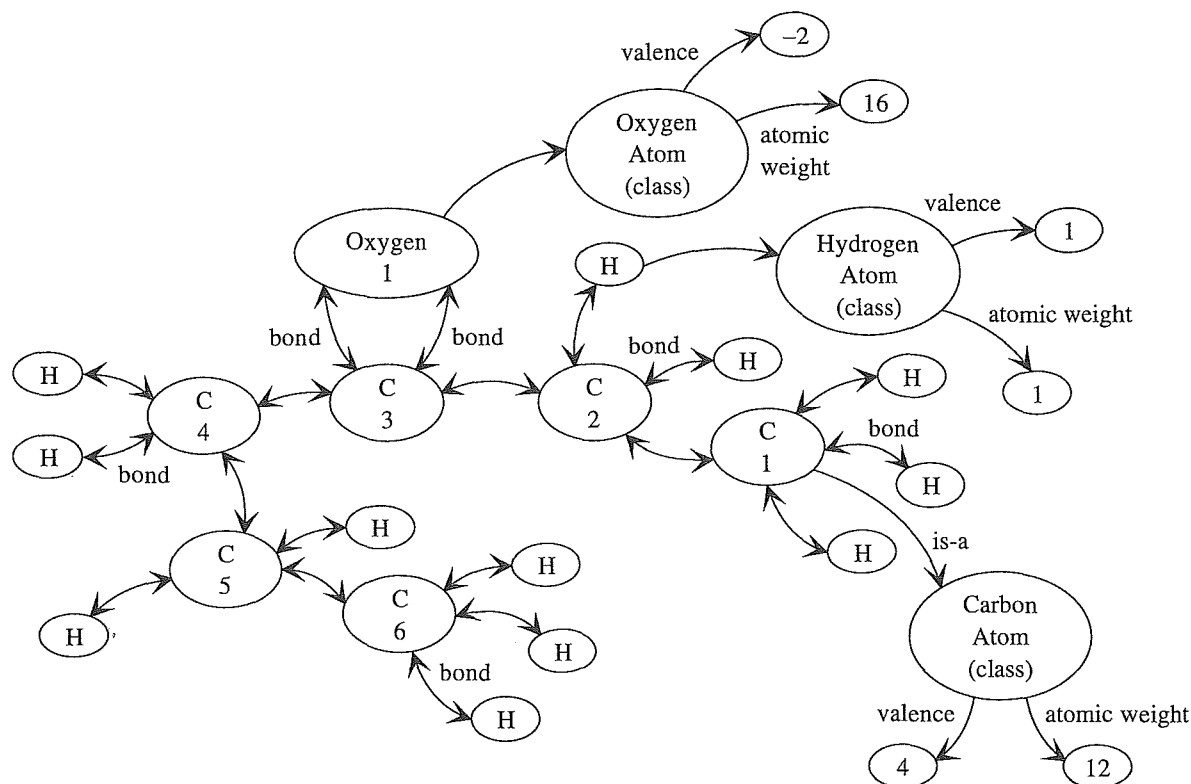 –2
valence
16
Oxygen
Atom
(class)
atomic
weight
valence
1
Hydrogen
Atom
(class)
Oxygen
1
H
atomic weight
bond
bond
bond
H
H
1
H
C
4
C
3
C
2
C
1
bond
H
bond
H
H
is-a
H
C
5
H
H
C
6
H
bond
H
Carbon
Atom
(class)
valence
atomic weight
4
12